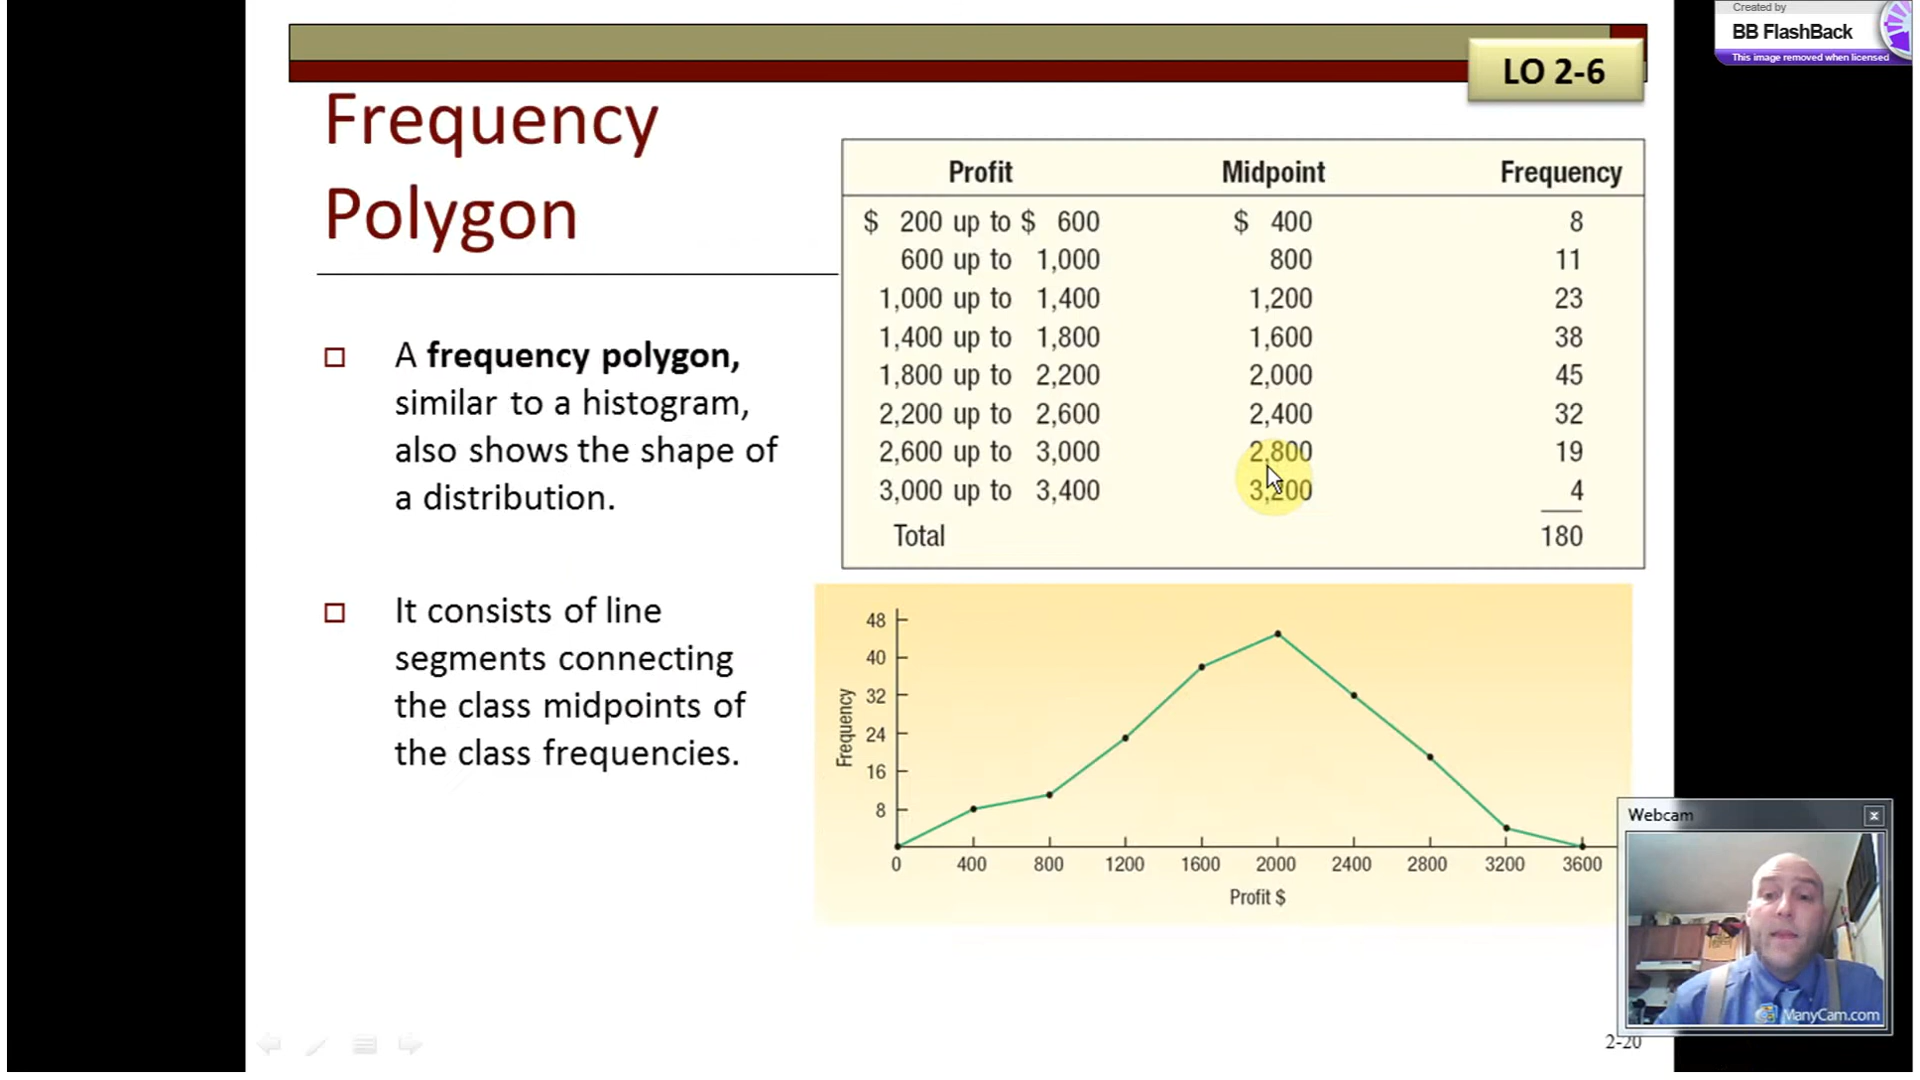 Created by
BB FlashBack
This image removed when licensed
LO 2-6
Frequency
Polygon
Profit Midpoint Frequency
$ 200 up to $ 600 $ 400 8
600 up to 1,000 800 11
1,000 up to 1,400 1,200 23
1,400 up to 1,800 1,600 38
1,800 up to 2,200 2,000 45
2,200 up to 2,600 2,400 32
2,600 up to 3,000 2,800 19
3,000 up to 3,400 3,200 4
Total 180
A frequency polygon,
similar to a histogram,
also shows the shape of
a distribution.
It consists of line
segments connecting
the class midpoints of
the class frequencies.
48
40
32
24
16
8
Frequency
0 400 800 1200 1600 2000 2400 2800 3200 3600
Profit $
Webcam
ManyCam.com
2-20